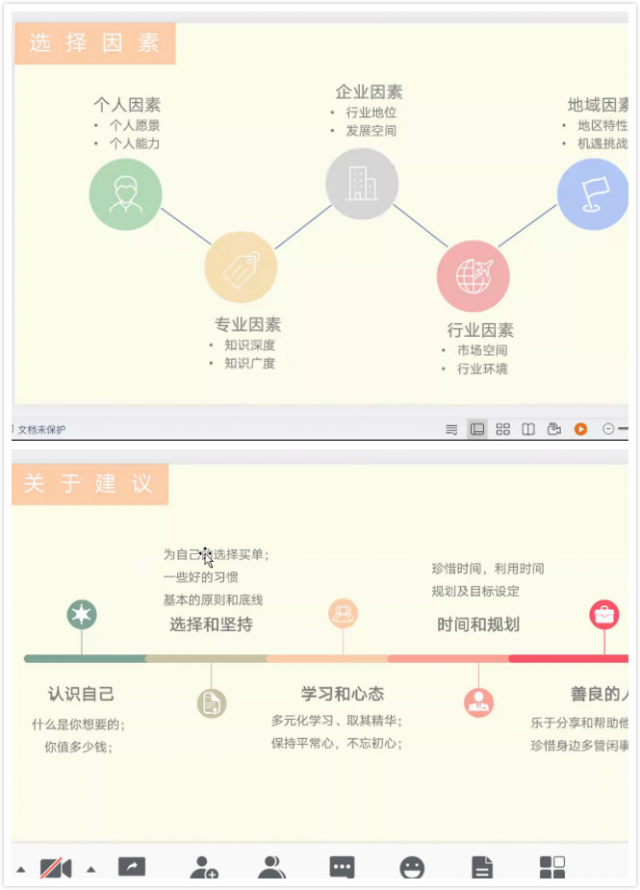 选择因素
个人因素
• 个人愿景
• 个人能力
企业因素
• 行业地位
• 发展空间
地域因素
• 地区特性
• 机遇挑战
专业因素
• 知识深度
• 知识广度
行业因素
• 市场空间
• 行业环境
文档未保护
关于建议
为自己的选择买单；
一些好的习惯
基本的原则和底线
选择和坚持
珍惜时间，利用时间
规划及目标设定
时间和规划
认识自己
什么是你想要的；
你值多少钱；
学习和心态
多元化学习、取其精华；
保持平常心，不忘初心；
善良的
乐于分享和帮助
珍惜身边多管闲事